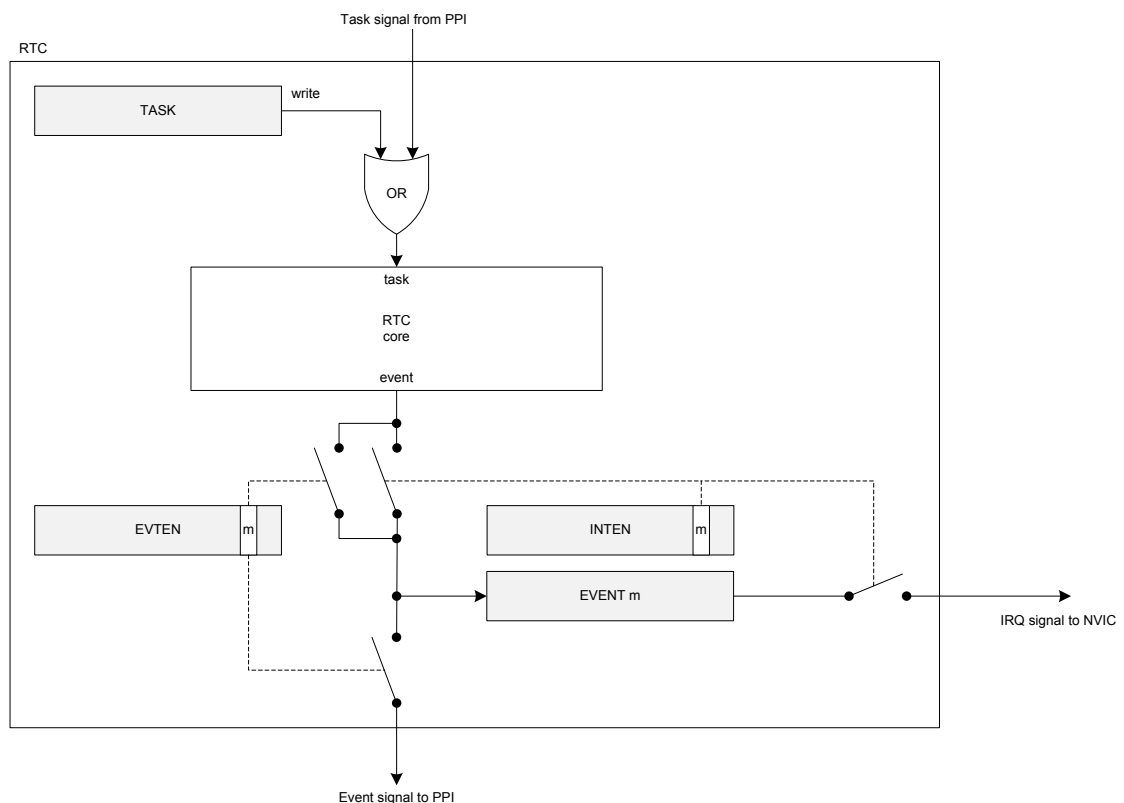 Task signal from PPI
RTC
write
TASK
OR
task
RTC
core
event
EVTEN
m
INTEN
m
EVENT m
IRQ signal to NVIC
Event signal to PPI